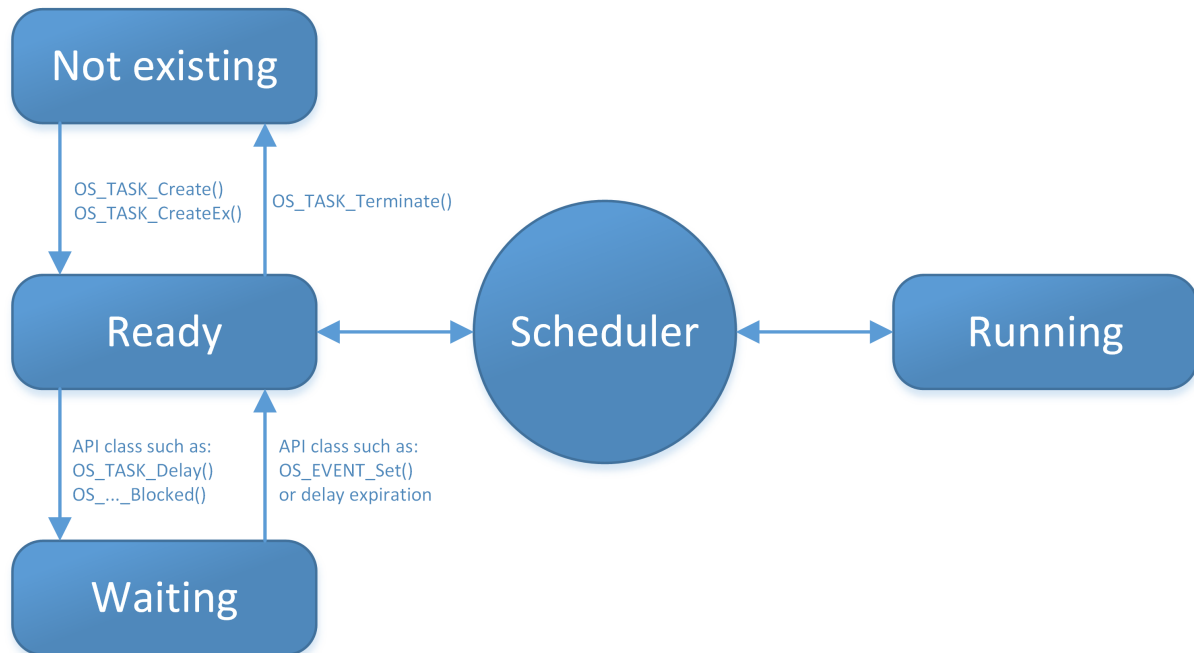 Not existing
OS_TASK_Create()
OS_TASK_CreateEx()
OS_TASK_Terminate()
Ready
Scheduler
Running
API class such as:
OS_TASK_Delay()
OS_..._Blocked()
API class such as:
OS_EVENT_Set()
or delay expiration
Waiting